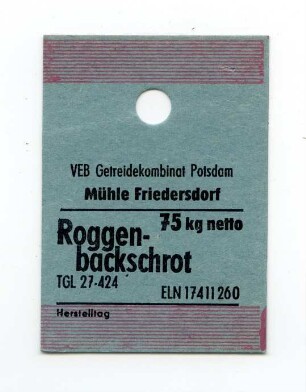 VEB Getreidekombinat Potsdam
Mühle Friedersdorf
75 kg netto
Roggen-
backschrot
TGL 27-424
ELN 17411260
Herstelltag